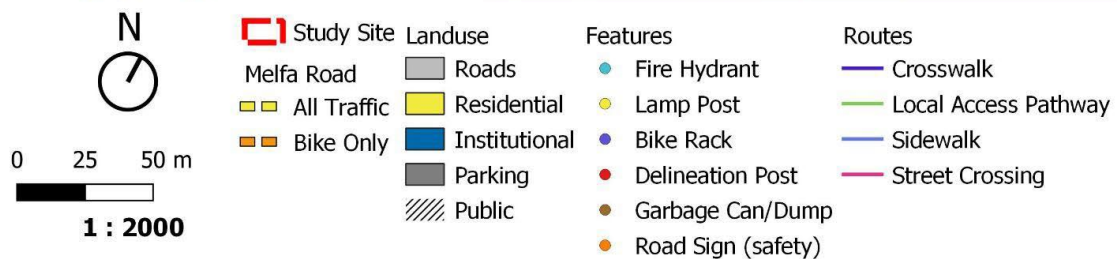 N
0 25 50 m
1 : 2000
Study Site
Melfa Road
All Traffic
Bike Only
Landuse
Roads
Residential
Institutional
Parking
Public
Features
Fire Hydrant
Lamp Post
Bike Rack
Delineation Post
Garbage Can/Dump
Road Sign (safety)
Routes
Crosswalk
Local Access Pathway
Sidewalk
Street Crossing